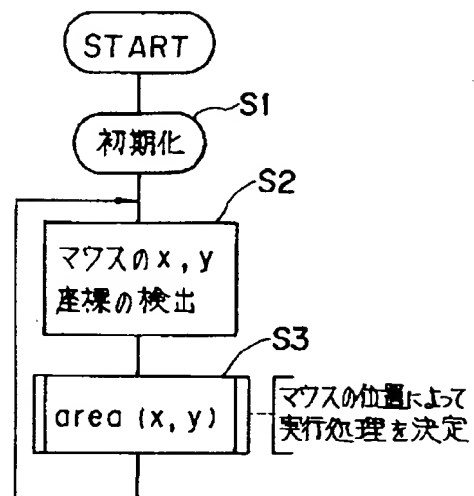 START
S1
初期化
S2
マウスのx,y
座標の検出
S3
area (x, y)
マウスの位置によって
実行処理を決定